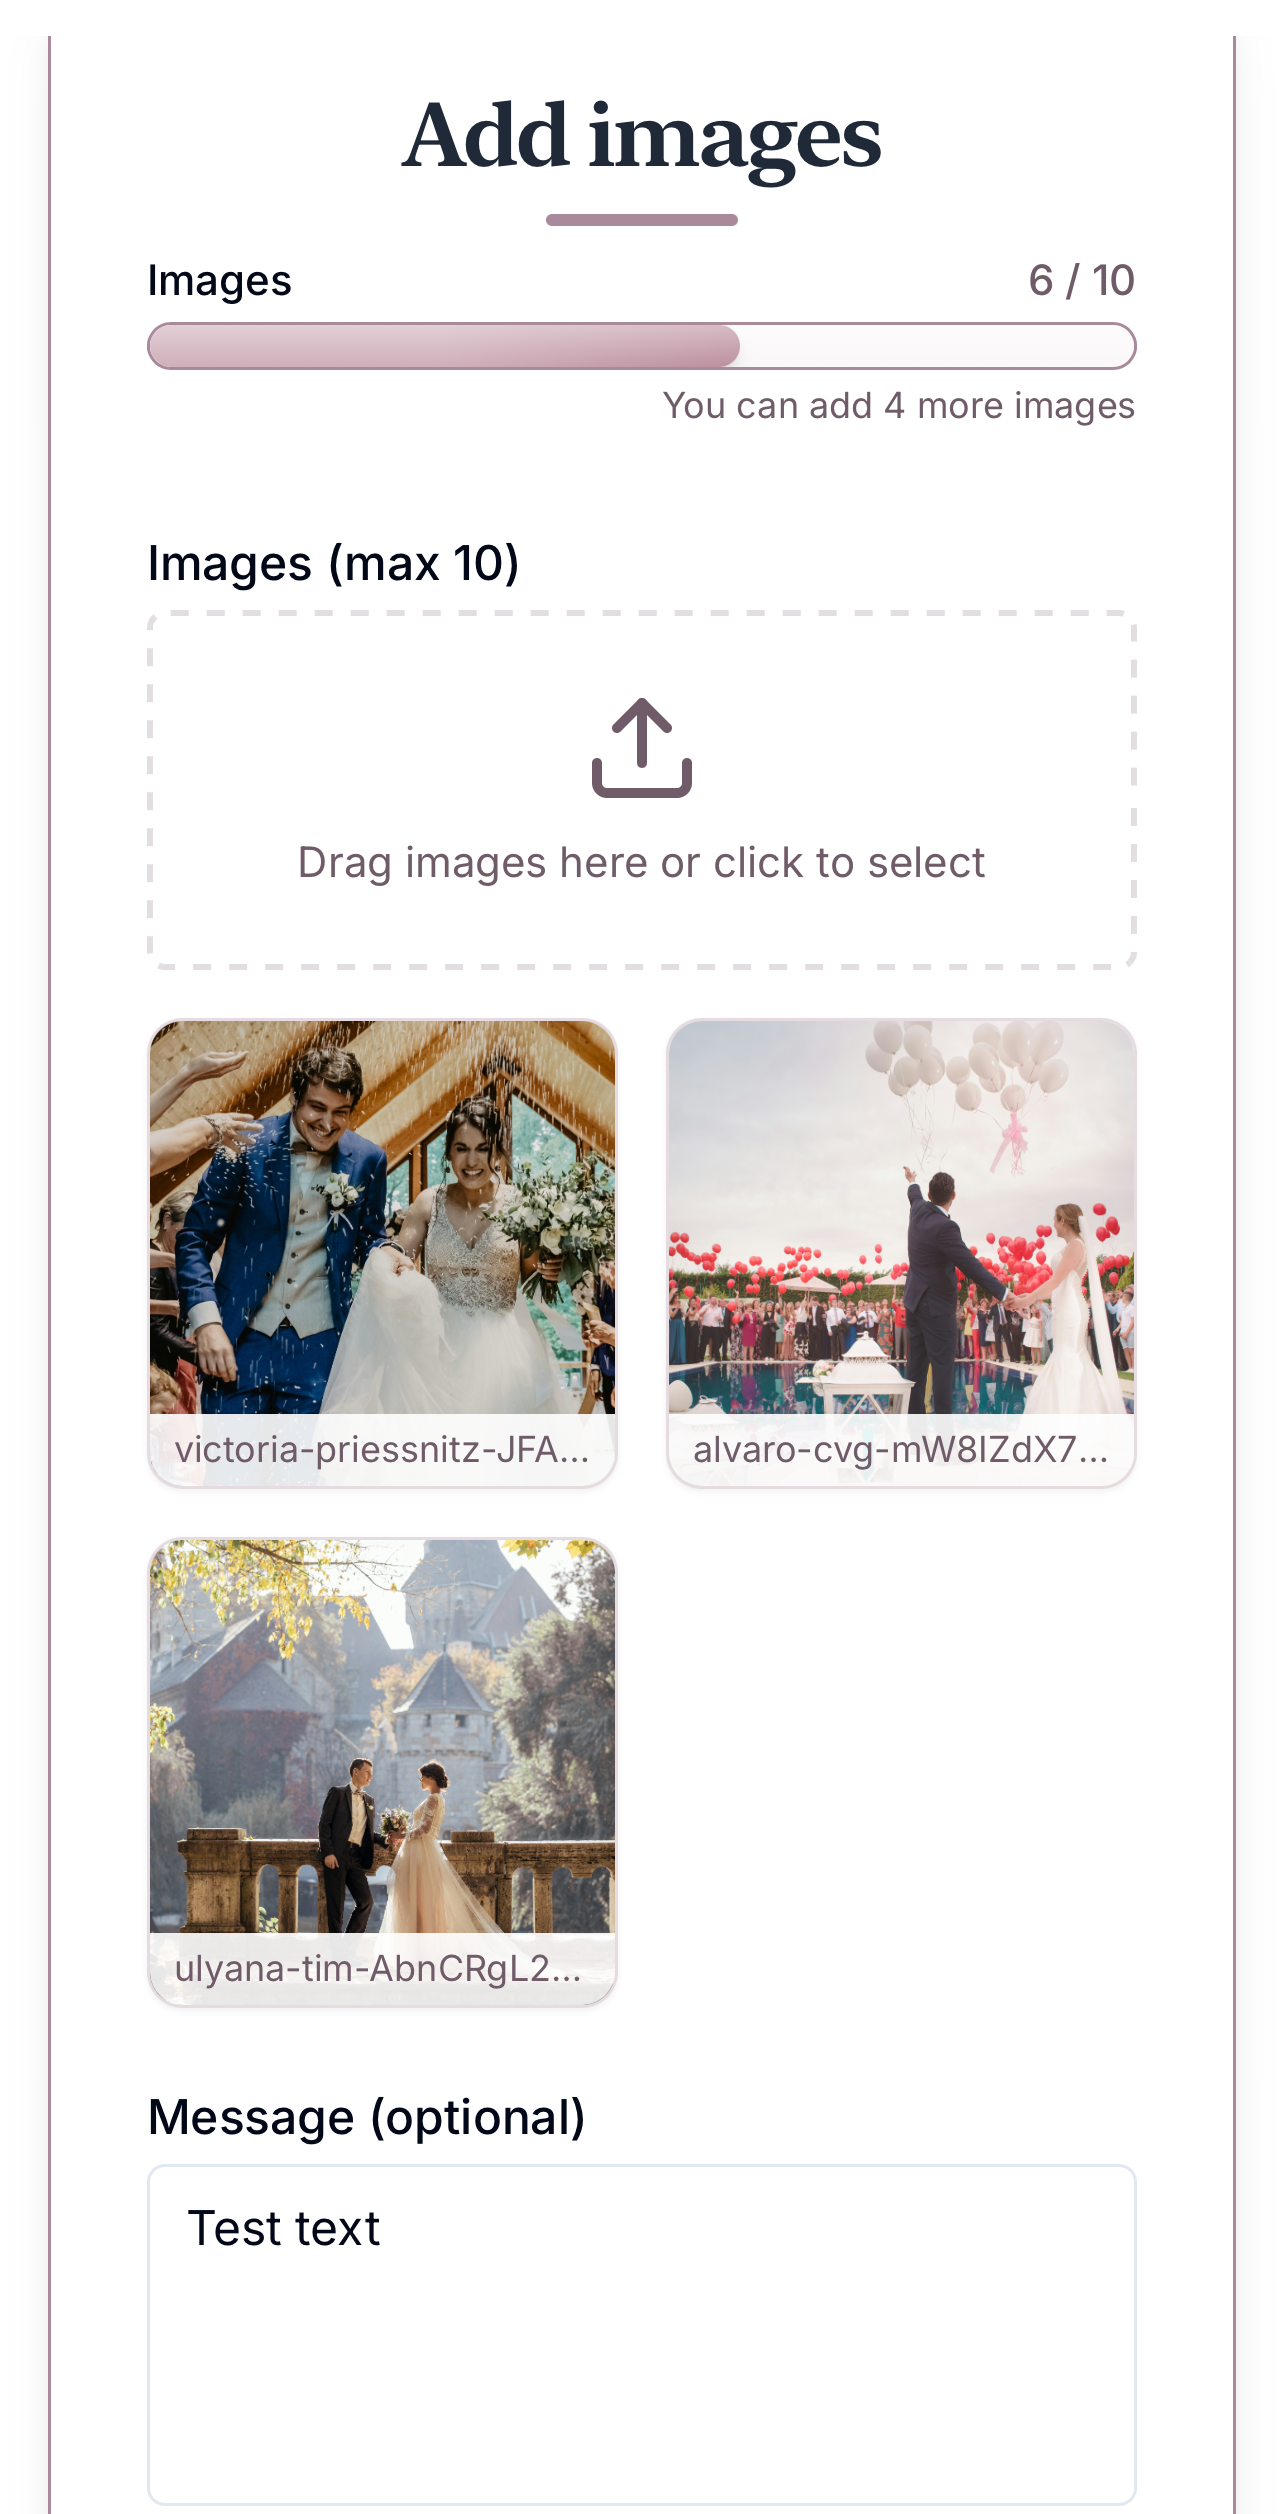 Add images
Images 6 / 10
You can add 4 more images
Images (max 10)
Drag images here or click to select
victoria-priessnitz-JFA...
alvaro-cvg-mW8IZdX7...
ulyana-tim-AbnCRgL2...
Message (optional)
Test text